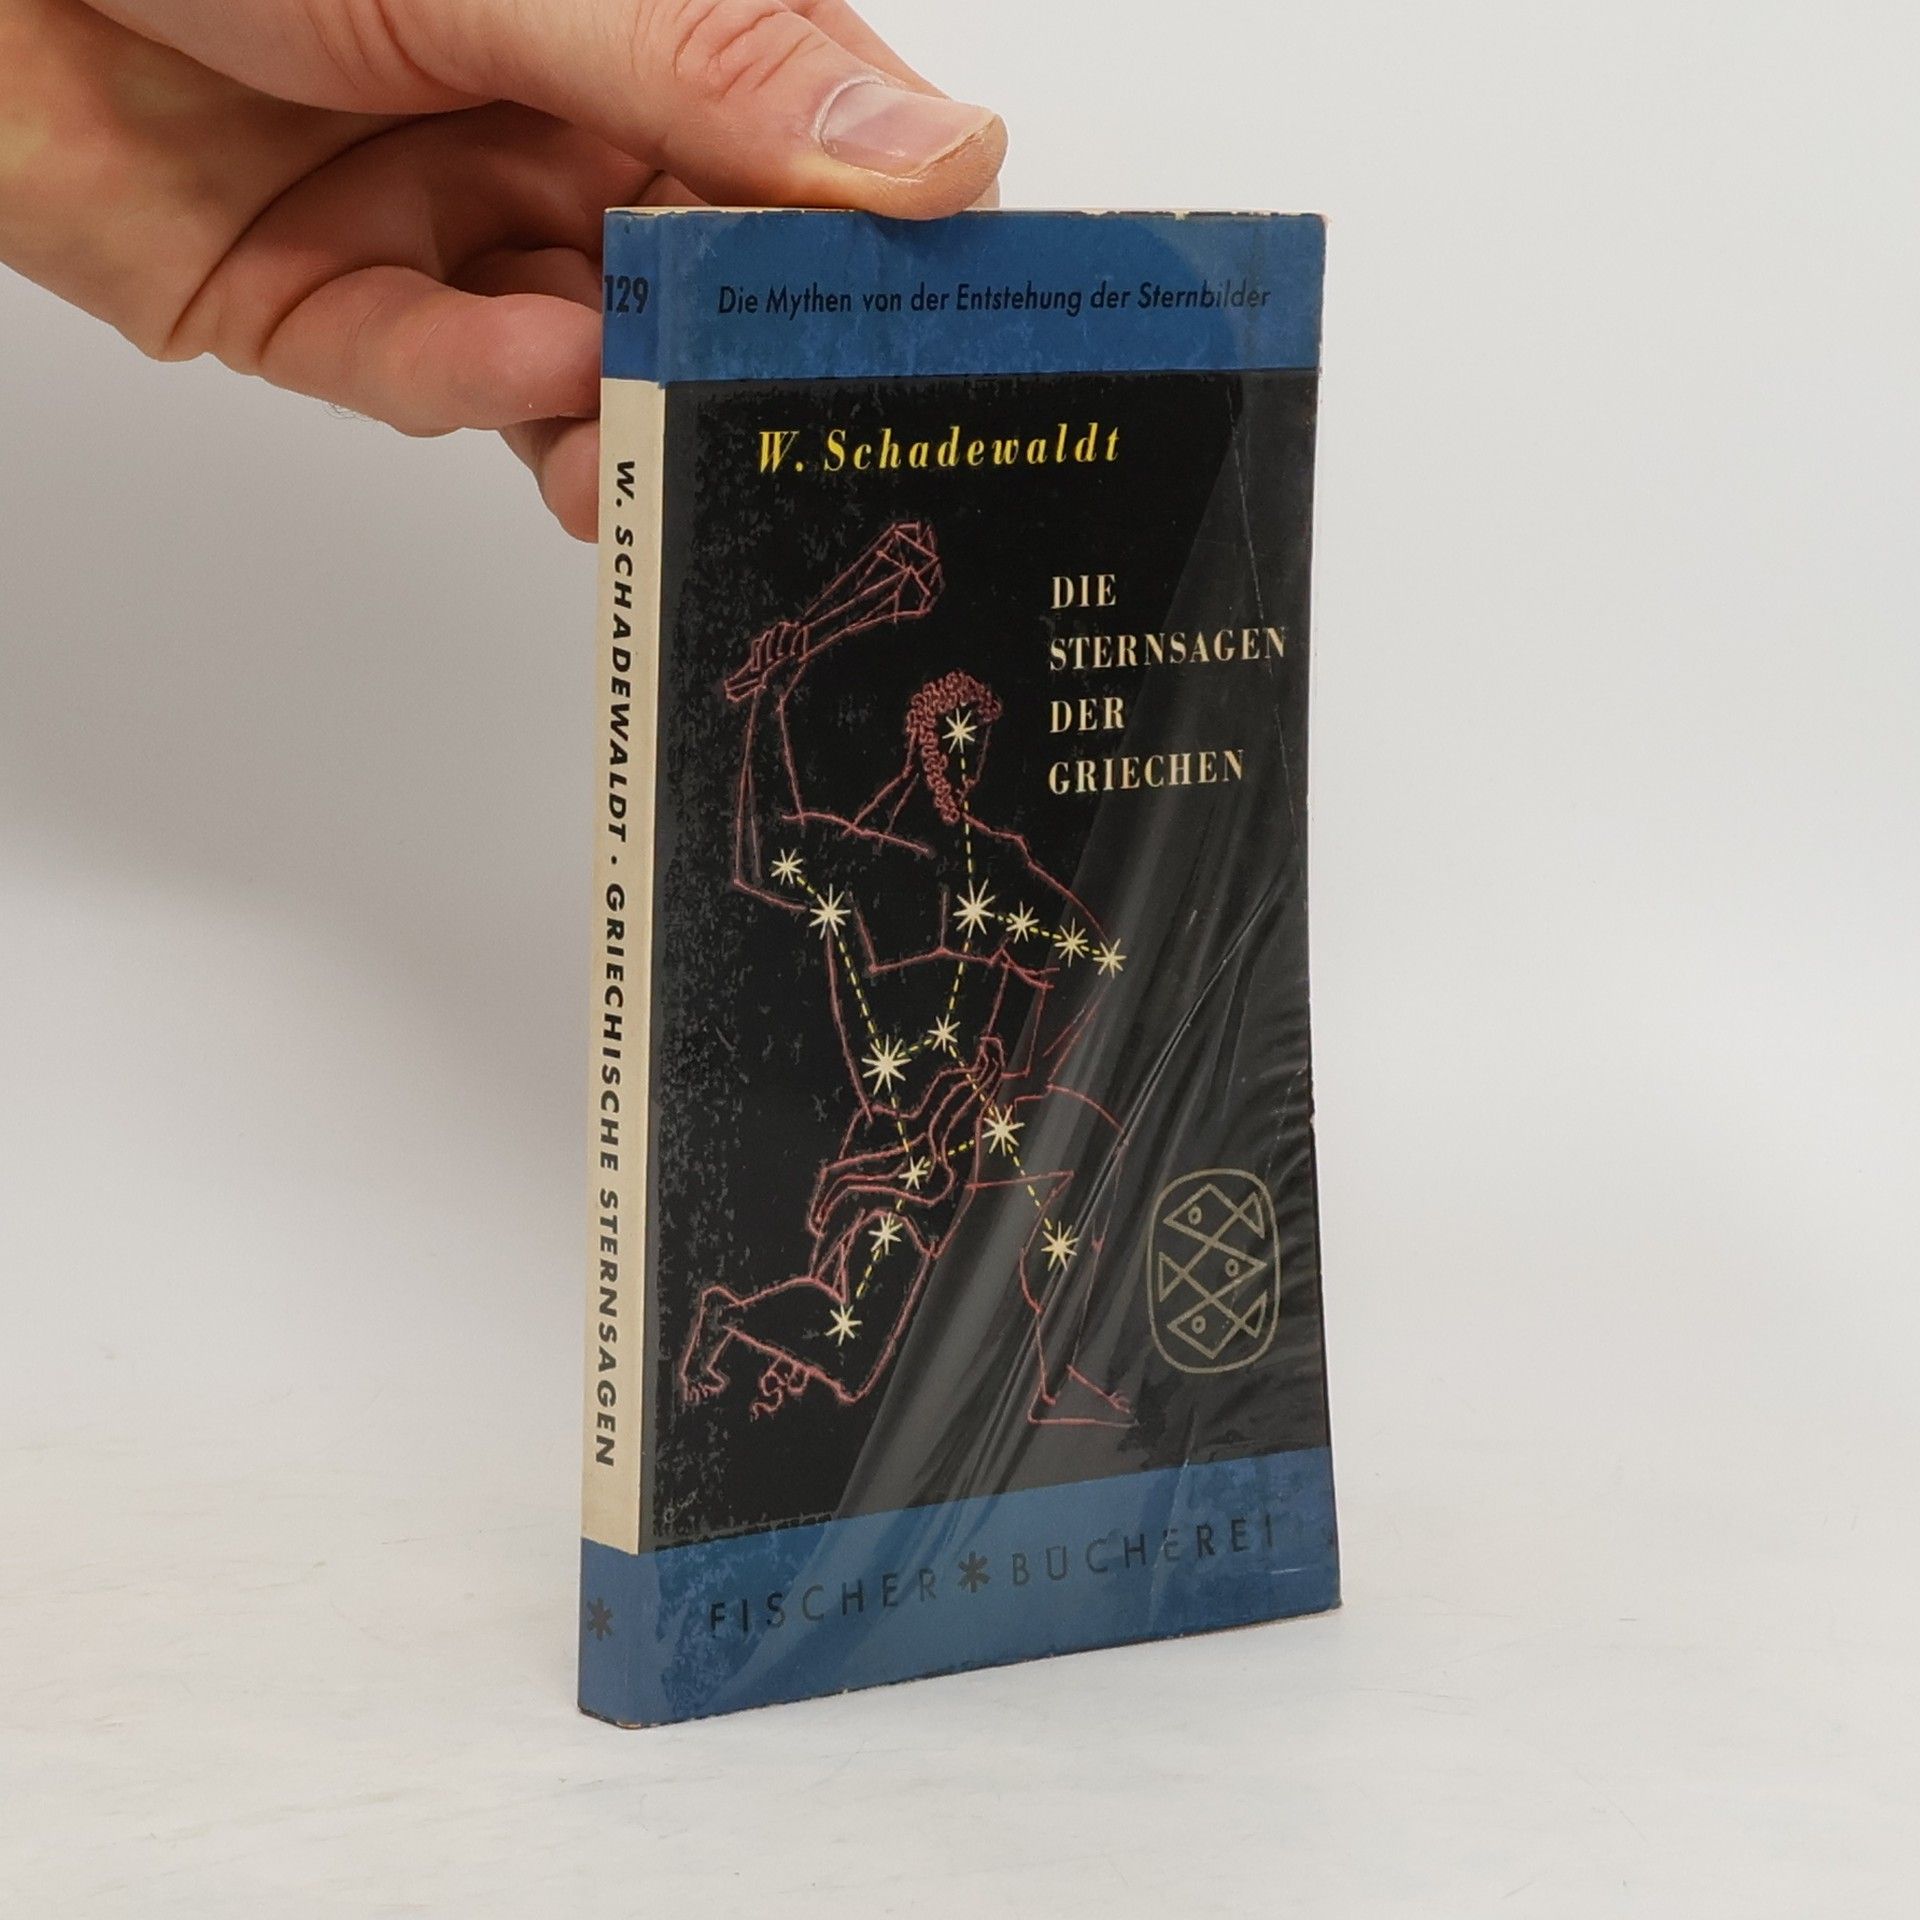 129
Die Mythen von der Entstehung der Sternbilder
W. Schadewaldt
DIE
STERNSAGEN
DER
GRIECHEN
FISCHER * BÜCHEREI
W. SCHADEWALDT · GRIECHISCHE STERNSAGEN
*